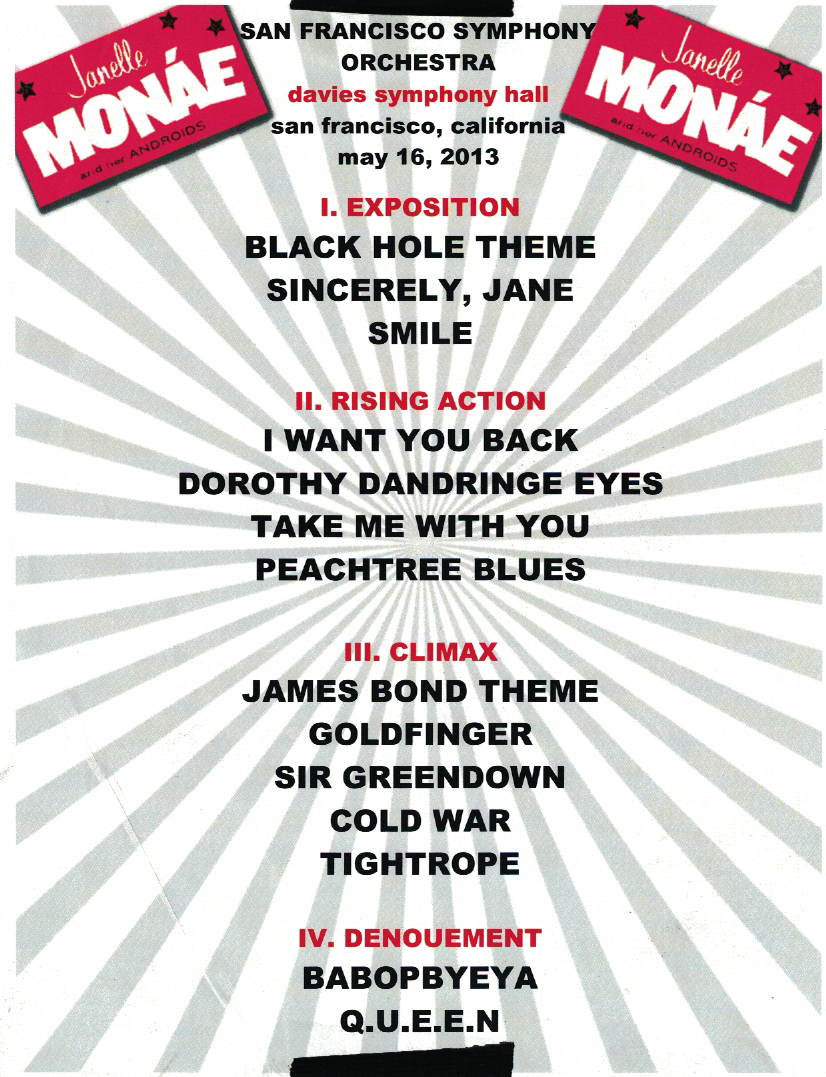 Janelle
MONÁE
and her ANDROIDS
SAN FRANCISCO SYMPHONY
ORCHESTRA
davies symphony hall
san francisco, california
may 16, 2013
Janelle
MONÁE
and her ANDROIDS
I. EXPOSITION
BLACK HOLE THEME
SINCERELY, JANE
SMILE
II. RISING ACTION
I WANT YOU BACK
DOROTHY DANDRINGE EYES
TAKE ME WITH YOU
PEACHTREE BLUES
III. CLIMAX
JAMES BOND THEME
GOLDFINGER
SIR GREENDOWN
COLD WAR
TIGHTROPE
IV. DENOUEMENT
BABOPBYEYA
Q.U.E.E.N